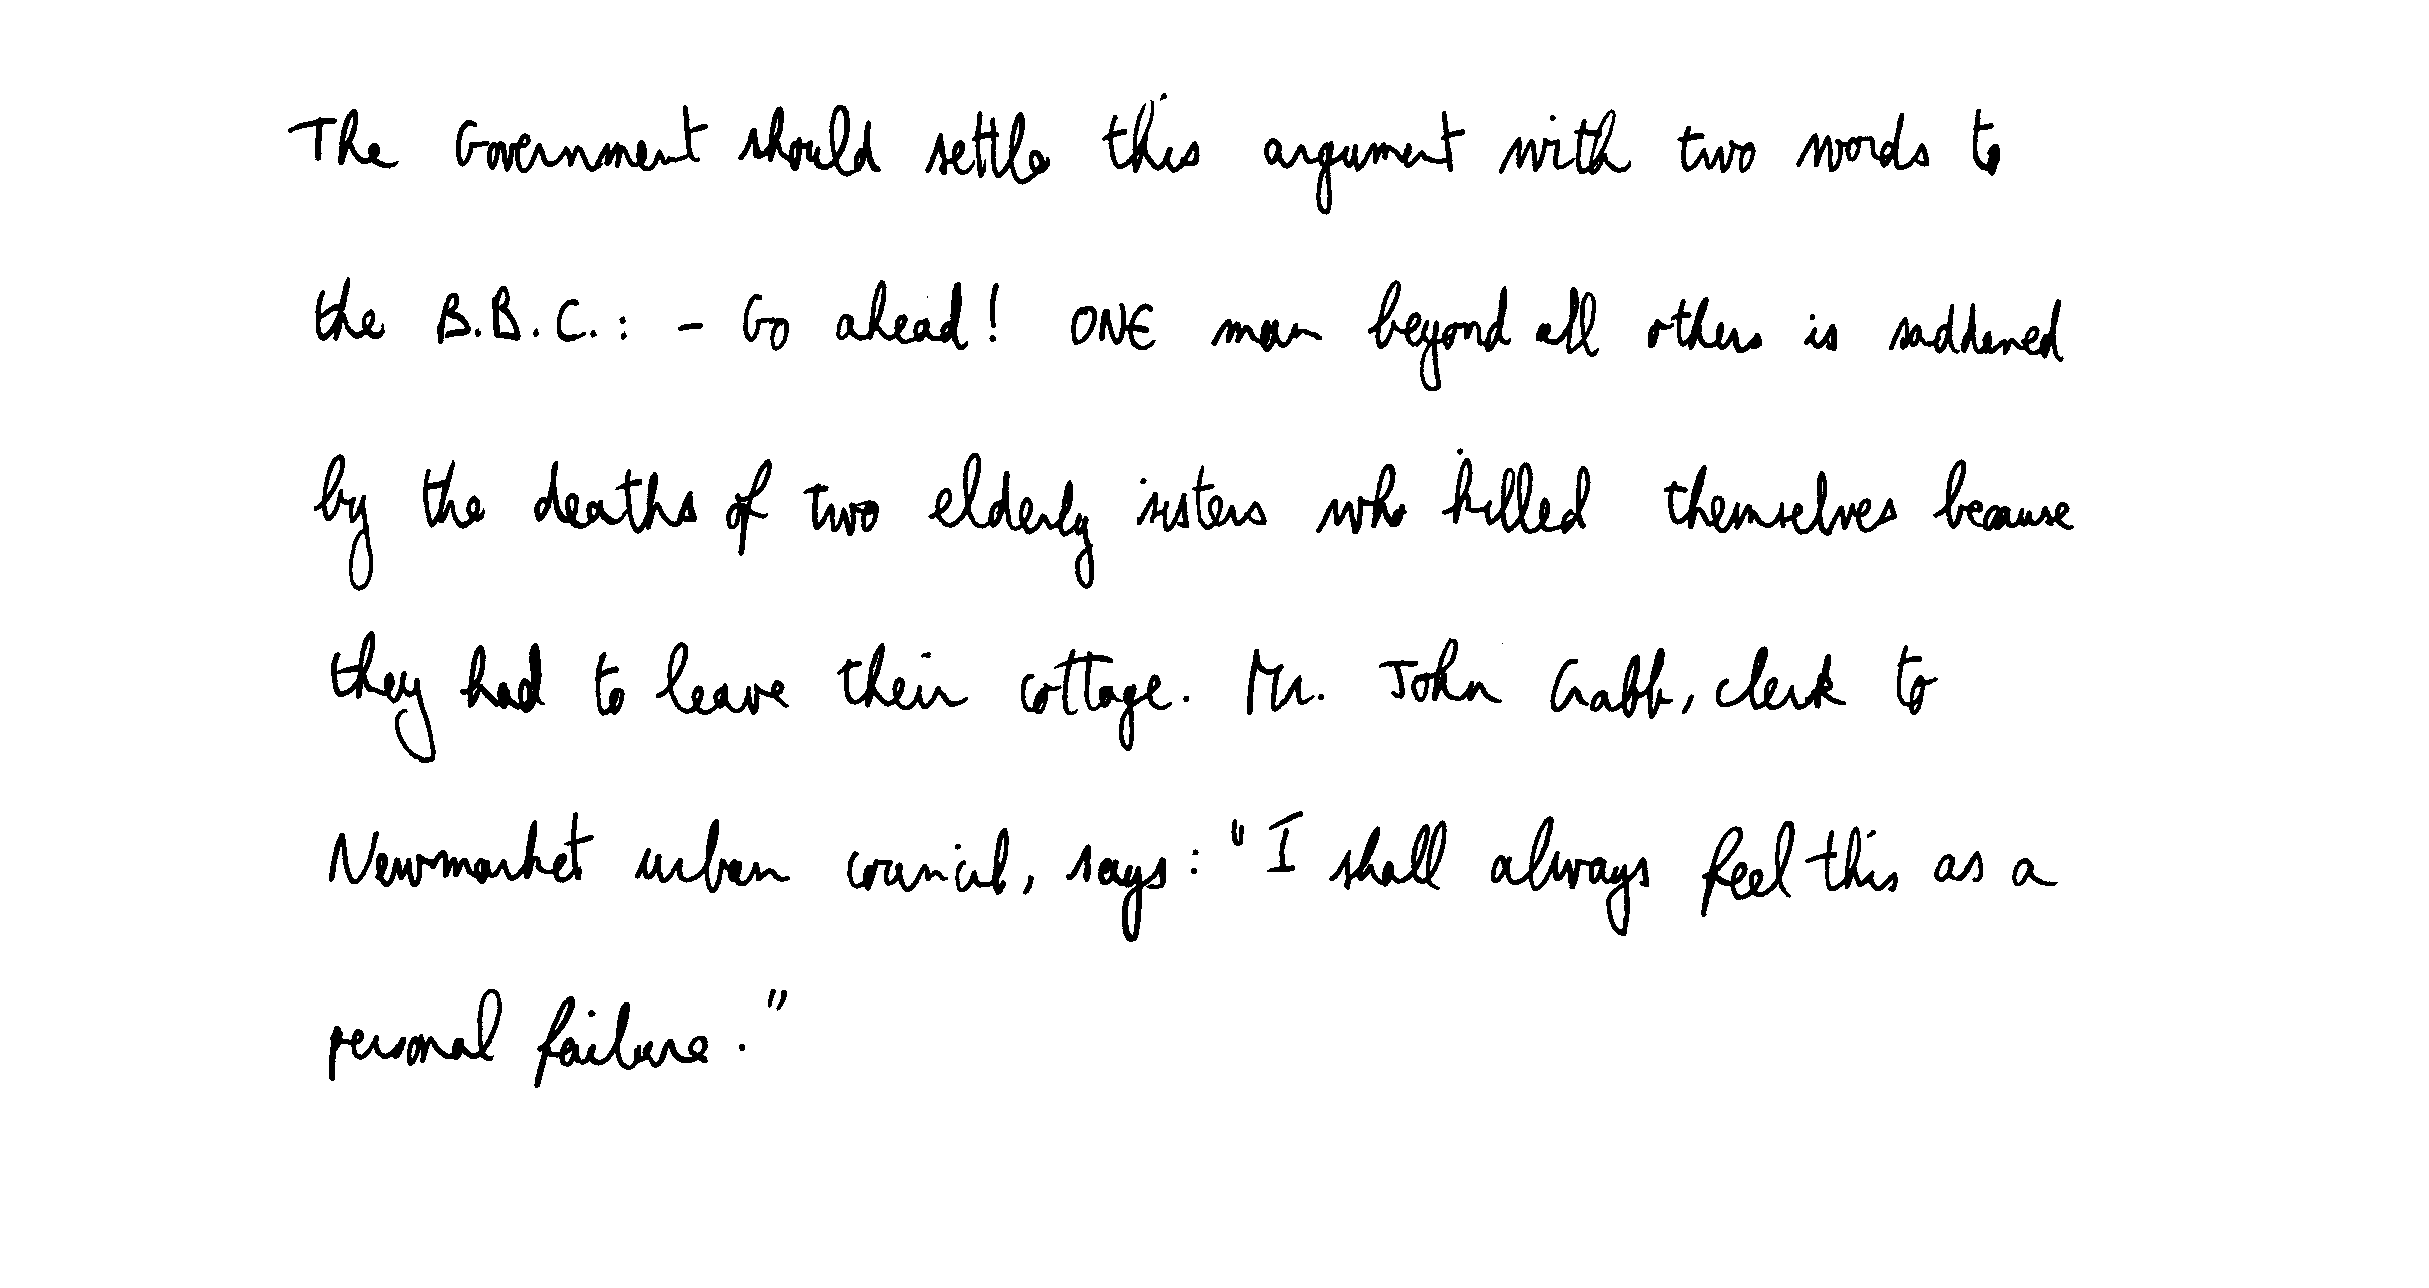 The Government should settle this argument with two words to
the B.B.C.: - Go ahead! ONE man beyond all others is saddened
by the deaths of two elderly sisters who killed themselves because
they had to leave their cottage. Mr. John Crabb, clerk to
Newmarket urban council, says: "I shall always feel this as a
personal failure."